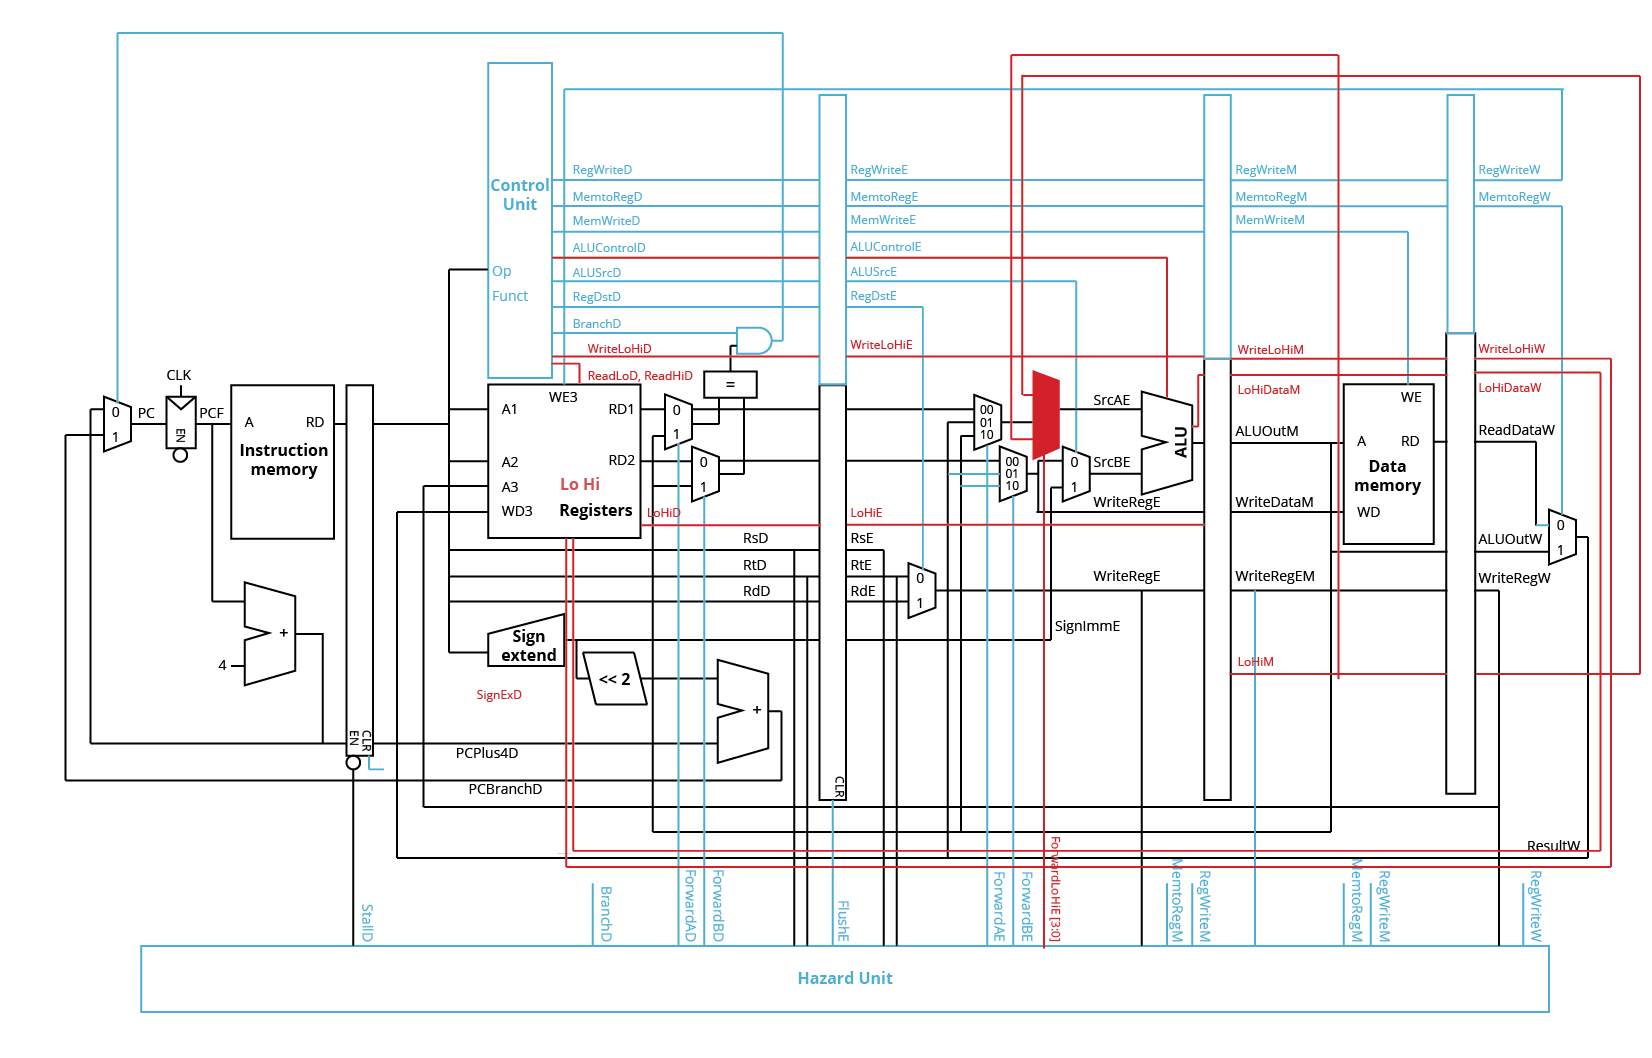 Control
Unit
Op
Funct
RegWriteD
MemtoRegD
MemWriteD
ALUControlD
ALUSrcD
RegDstD
BranchD
WriteLoHiD
ReadLoD, ReadHiD
RegWriteE
MemtoRegE
MemWriteE
ALUControlE
ALUSrcE
RegDstE
WriteLoHiE
RegWriteM
MemtoRegM
MemWriteM
WriteLoHiM
LoHiDataM
RegWriteW
MemtoRegW
WriteLoHiW
LoHiDataW
CLK
0
1
PC
EN
PCF
A
RD
Instruction
memory
4
+
EN
CLR
WE3
A1
RD1
A2
RD2
A3
WD3
Lo Hi
Registers
LoHiD
=
0
1
0
1
RsD
RtD
RdD
Sign
extend
SignExD
<< 2
+
PCPlus4D
PCBranchD
CLR
LoHiE
RsE
RtE
RdE
0
1
00
01
10
00
01
10
0
1
SrcAE
SrcBE
WriteRegE
WriteRegE
SignImmE
ALU
ALUOutM
WriteDataM
WriteRegEM
LoHiM
WE
A
RD
Data
memory
WD
ReadDataW
ALUOutW
WriteRegW
0
1
ResultW
StallD
BranchD
ForwardAD
ForwardBD
FlushE
ForwardAE
ForwardBE
ForwardLoHiE [3:0]
MemtoRegM
RegWriteM
MemtoRegM
RegWriteM
RegWriteW
Hazard Unit